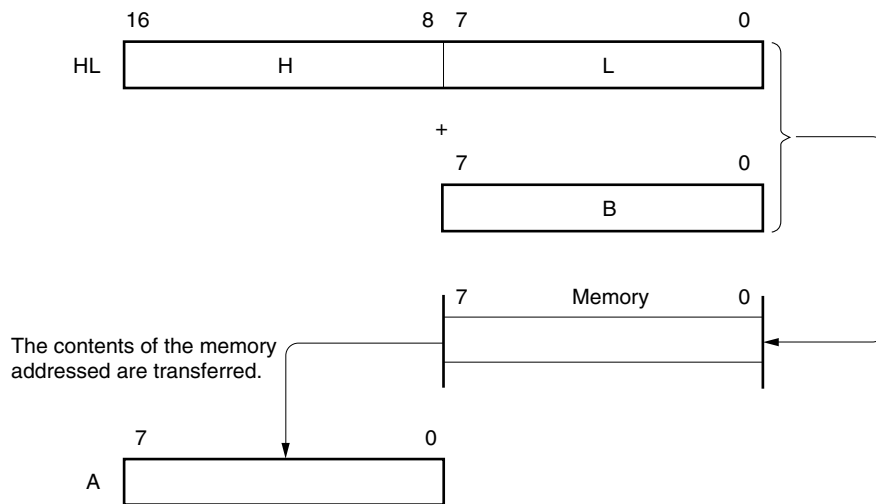 16 8 7 0
HL H L
+
7 0
B
7 Memory 0
The contents of the memory
addressed are transferred.
7 0
A